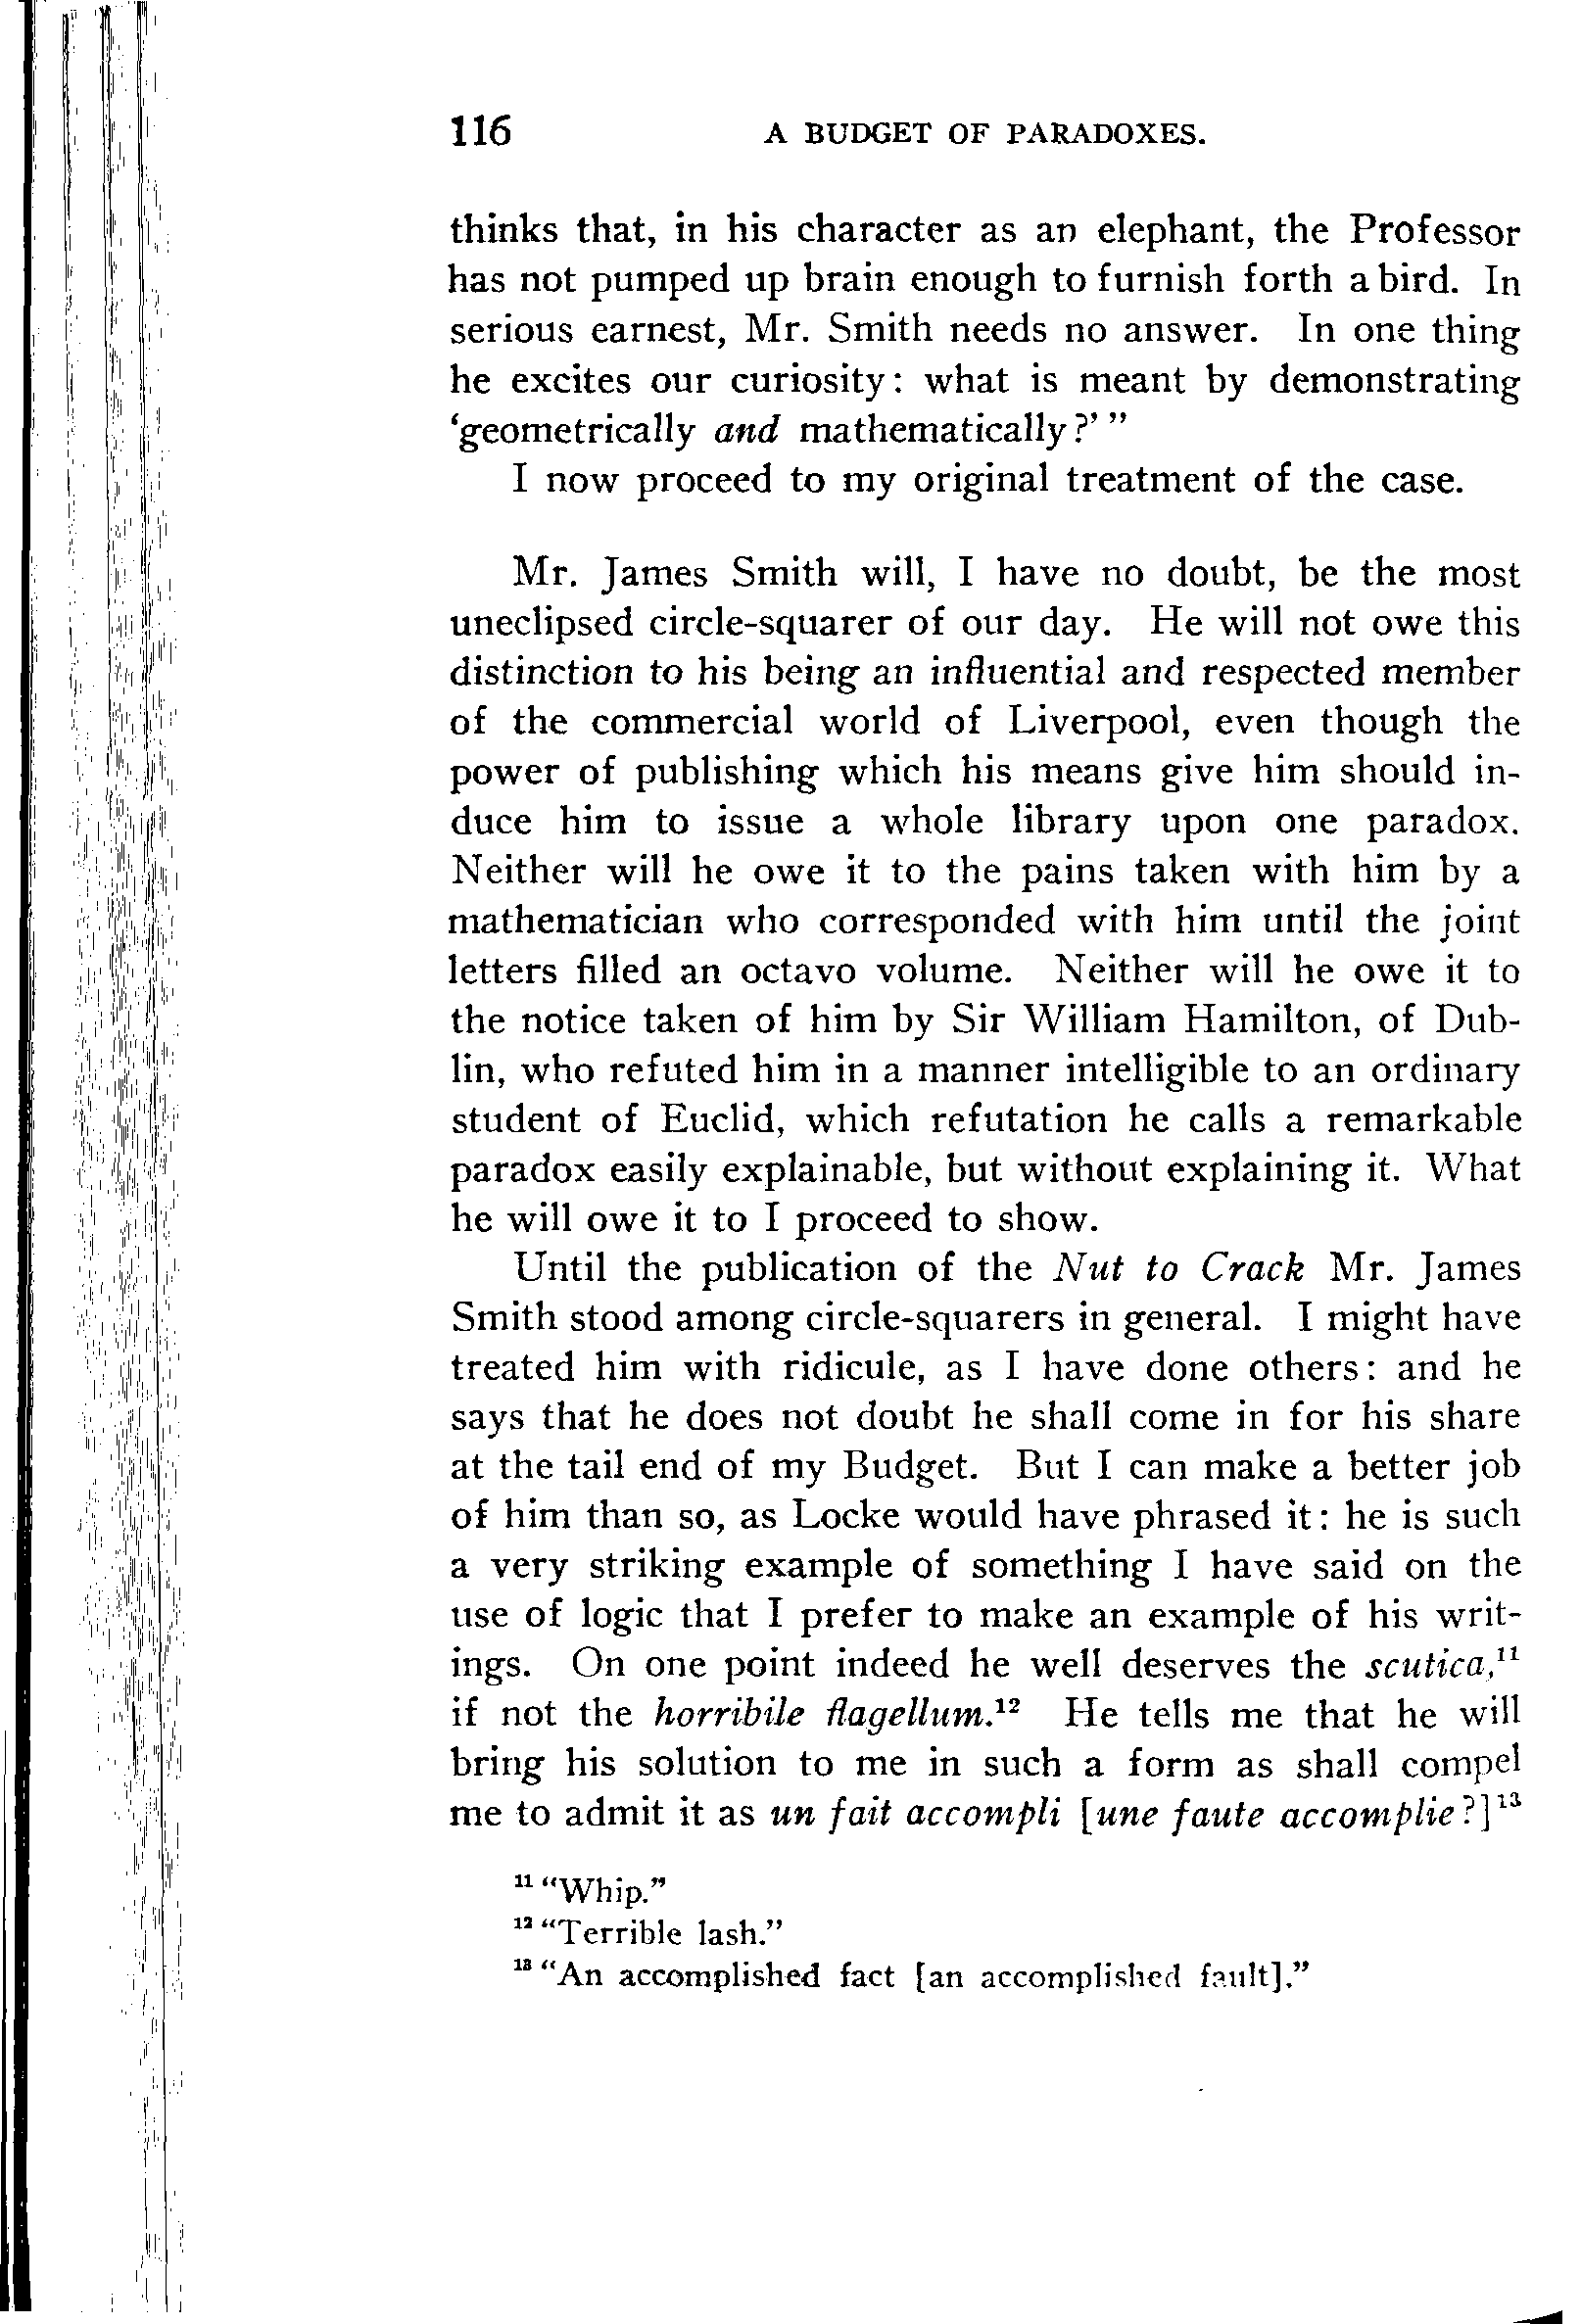 116 A BUDGET OF PARADOXES.
thinks that, in his character as an elephant, the Professor
has not pumped up brain enough to furnish forth a bird. In
serious earnest, Mr. Smith needs no answer. In one thing
he excites our curiosity: what is meant by demonstrating
‘geometrically and mathematically?’ ”
I now proceed to my original treatment of the case.
Mr. James Smith will, I have no doubt, be the most
uneclipsed circle-squarer of our day. He will not owe this
distinction to his being an influential and respected member
of the commercial world of Liverpool, even though the
power of publishing which his means give him should in-
duce him to issue a whole library upon one paradox.
Neither will he owe it to the pains taken with him by a
mathematician who corresponded with him until the joint
letters filled an octavo volume. Neither will he owe it to
the notice taken of him by Sir William Hamilton, of Dub-
lin, who refuted him in a manner intelligible to an ordinary
student of Euclid, which refutation he calls a remarkable
paradox easily explainable, but without explaining it. What
he will owe it to I proceed to show.
Until the publication of the Nut to Crack Mr. James
Smith stood among circle-squarers in general. I might have
treated him with ridicule, as I have done others: and he
says that he does not doubt he shall come in for his share
at the tail end of my Budget. But I can make a better job
of him than so, as Locke would have phrased it: he is such
a very striking example of something I have said on the
use of logic that I prefer to make an example of his writ-
ings. On one point indeed he well deserves the scutica,¹¹
if not the horribile flagellum.¹² He tells me that he will
bring his solution to me in such a form as shall compel
me to admit it as un fait accompli [une faute accomplie?]¹³
¹¹ “Whip.”
¹² “Terrible lash.”
¹³ “An accomplished fact [an accomplished fault].”